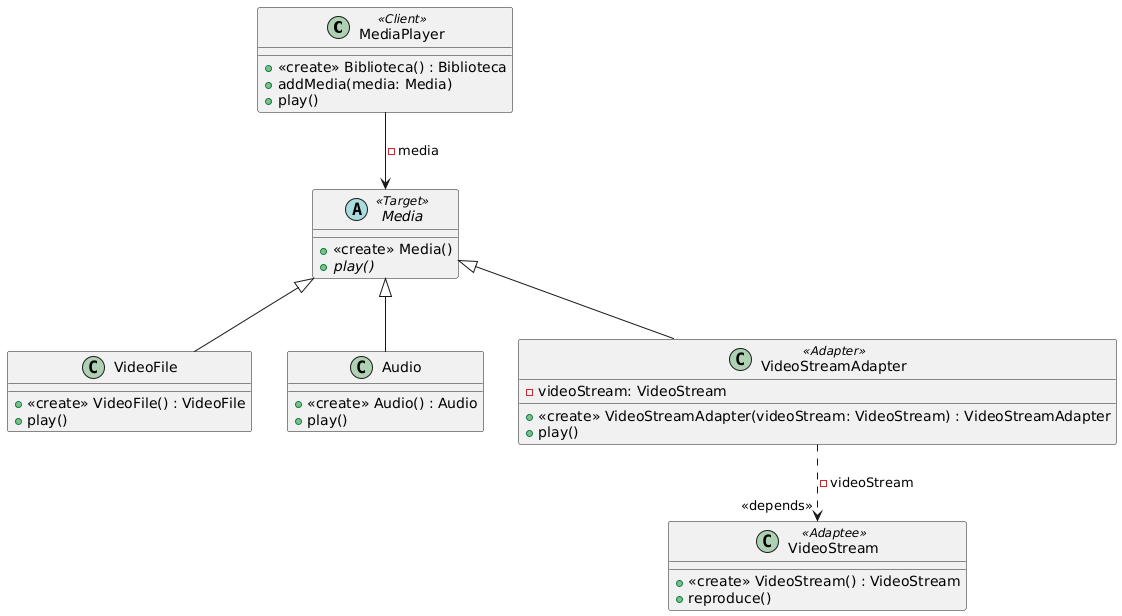 C
«Client»
MediaPlayer
«create» Biblioteca() : Biblioteca
addMedia(media: Media)
play()
media
A
«Target»
Media
«create» Media()
play()
C VideoFile
«create» VideoFile() : VideoFile
play()
C Audio
«create» Audio() : Audio
play()
C
«Adapter»
VideoStreamAdapter
videoStream: VideoStream
«create» VideoStreamAdapter(videoStream: VideoStream) : VideoStreamAdapter
play()
videoStream
«depends»
C
«Adaptee»
VideoStream
«create» VideoStream() : VideoStream
reproduce()